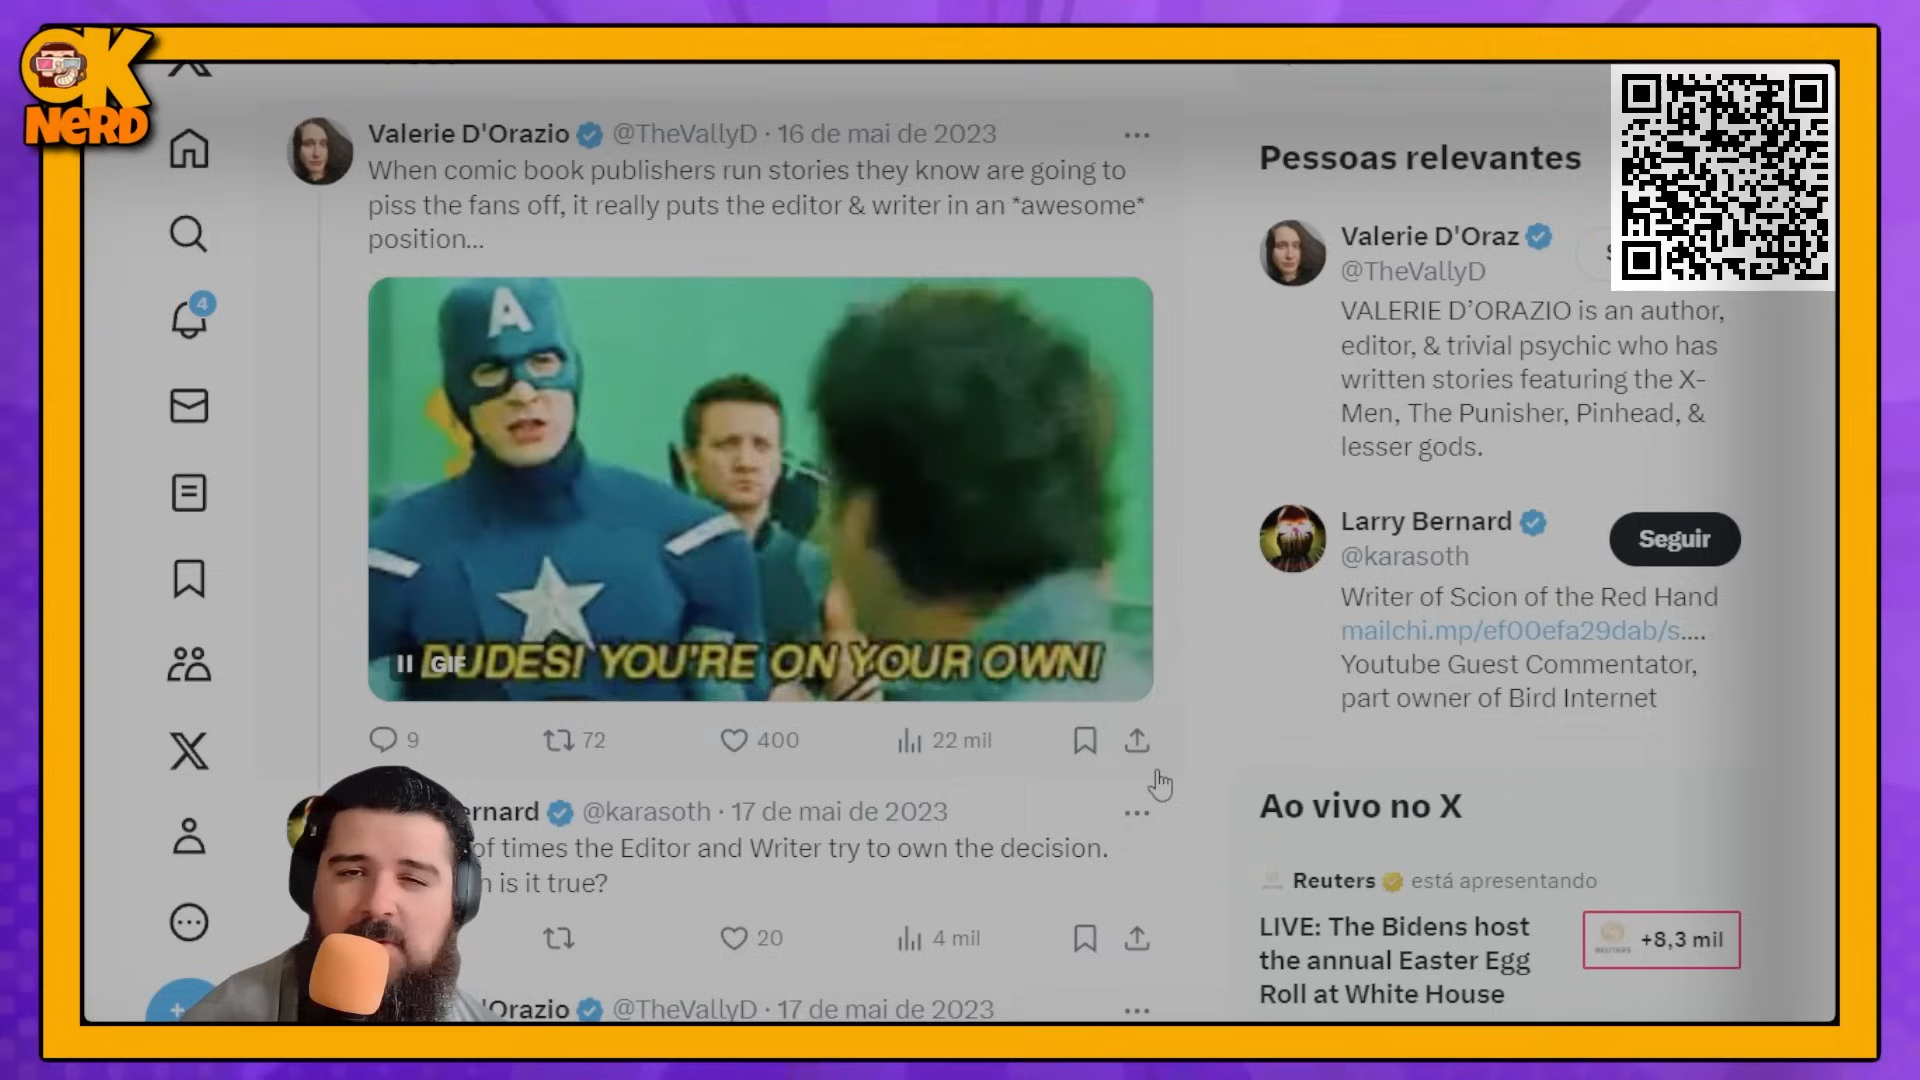 OK
NeRD
Valerie D'Orazio @TheVallyD · 16 de mai de 2023
When comic book publishers run stories they know are going to
piss the fans off, it really puts the editor & writer in an *awesome*
position...
A
GIF
DUDES! YOU'RE ON YOUR OWN!
9
72
400
22 mil
ernard @karasoth · 17 de mai de 2023
of times the Editor and Writer try to own the decision.
n is it true?
20
4 mil
'Orazio @TheVallyD · 17 de mai de 2023
4
Pessoas relevantes
Valerie D'Oraz
@TheVallyD
VALERIE D’ORAZIO is an author,
editor, & trivial psychic who has
written stories featuring the X-
Men, The Punisher, Pinhead, &
lesser gods.
Larry Bernard
@karasoth
Seguir
Writer of Scion of the Red Hand
mailchi.mp/ef00efa29dab/s....
Youtube Guest Commentator,
part owner of Bird Internet
Ao vivo no X
Reuters está apresentando
LIVE: The Bidens host
the annual Easter Egg
Roll at White House
REUTERS
+8,3 mil